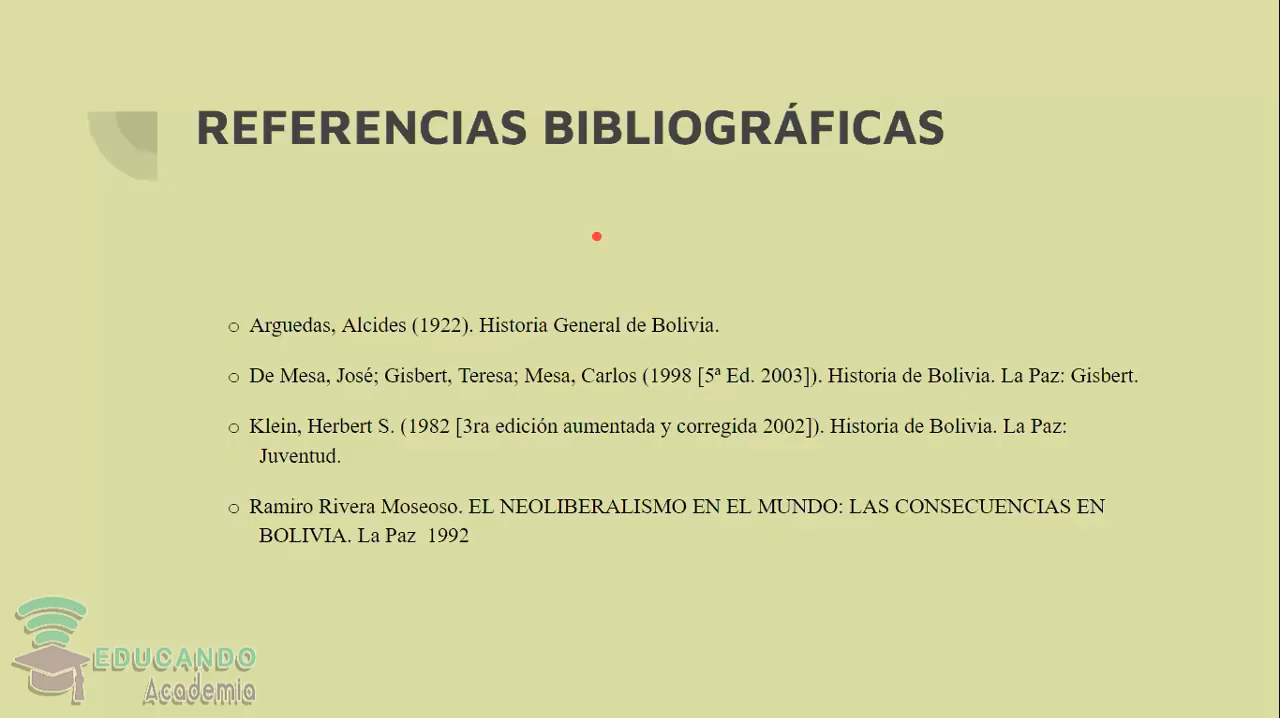 REFERENCIAS BIBLIOGRÁFICAS
o Arguedas, Alcides (1922). Historia General de Bolivia.
o De Mesa, José; Gisbert, Teresa; Mesa, Carlos (1998 [5ª Ed. 2003]). Historia de Bolivia. La Paz: Gisbert.
o Klein, Herbert S. (1982 [3ra edición aumentada y corregida 2002]). Historia de Bolivia. La Paz:
Juventud.
o Ramiro Rivera Moseoso. EL NEOLIBERALISMO EN EL MUNDO: LAS CONSECUENCIAS EN
BOLIVIA. La Paz 1992
EDUCANDO
Academia